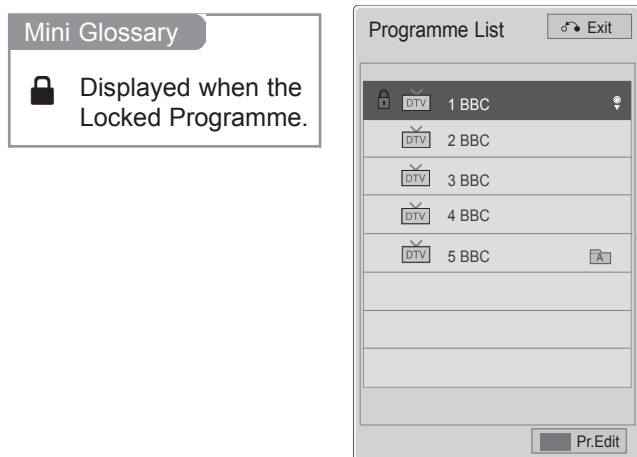 Mini Glossary
Displayed when the
Locked Programme.
Programme List
Exit
DTV 1 BBC
DTV 2 BBC
DTV 3 BBC
DTV 4 BBC
DTV 5 BBC A
Pr.Edit